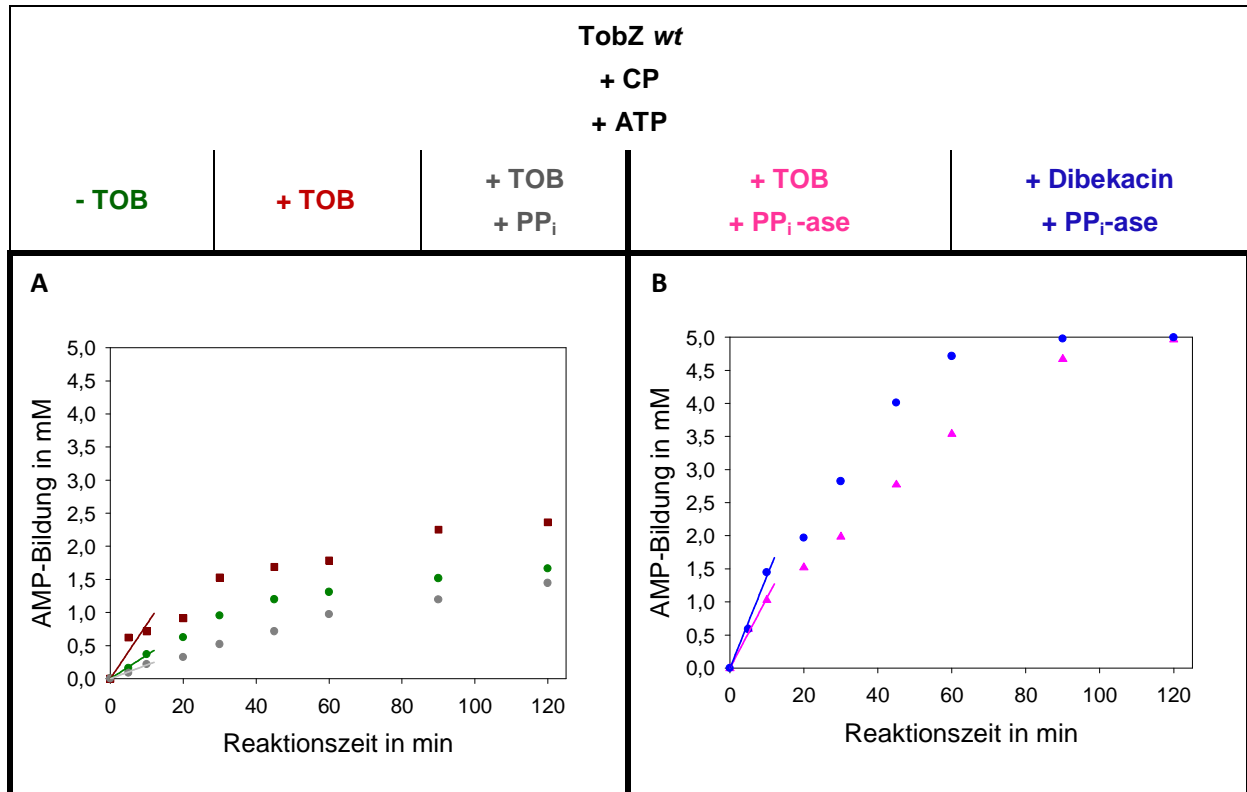 TobZ wt
+ CP
+ ATP
- TOB
+ TOB
+ TOB
+ PPi
+ TOB
+ PPi -ase
+ Dibekacin
+ PPi-ase
A
AMP-Bildung in mM
5,0
4,5
4,0
3,5
3,0
2,5
2,0
1,5
1,0
0,5
0,0
0 20 40 60 80 100 120
Reaktionszeit in min
B
AMP-Bildung in mM
5,0
4,5
4,0
3,5
3,0
2,5
2,0
1,5
1,0
0,5
0,0
0 20 40 60 80 100 120
Reaktionszeit in min